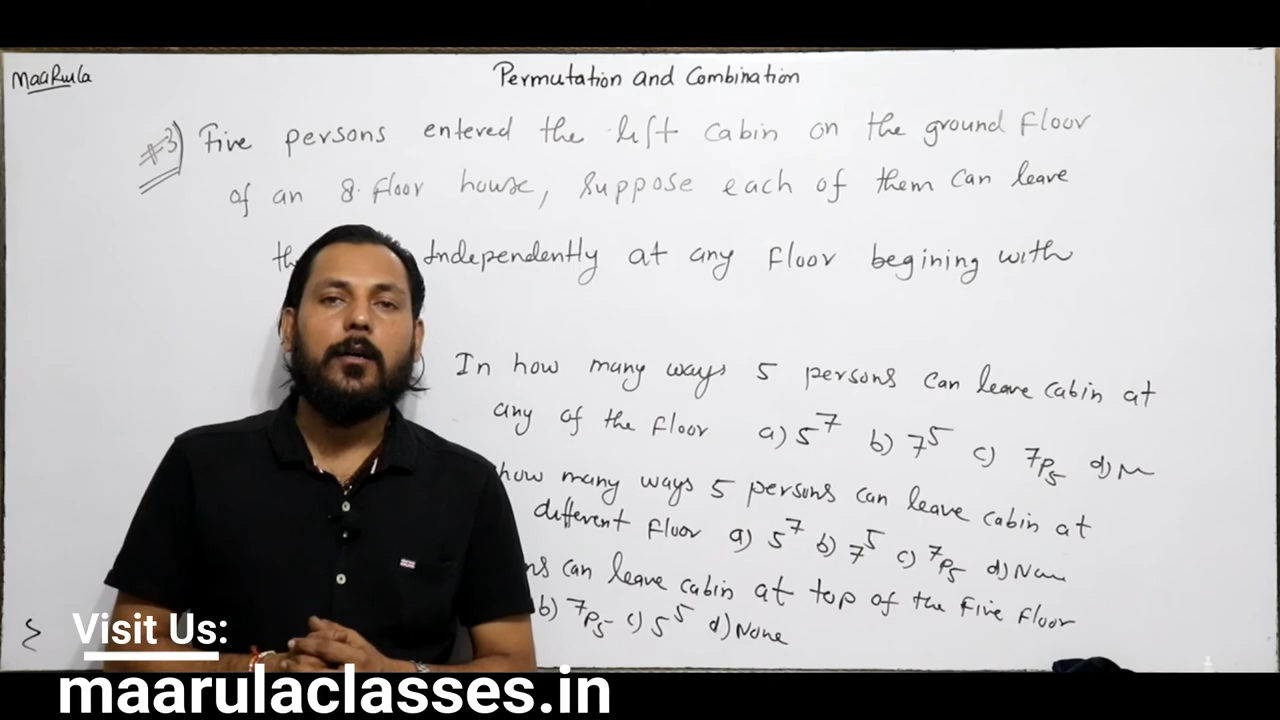 MaaRula
Permutation and Combination
#3) Five persons entered the lift cabin on the ground floor
of an 8 floor house, suppose each of them can leave
th Independently at any floor begining with
) In how many ways 5 persons can leave cabin at
any of the floor a) 5^7 b) 7^5 c) 7P5 d) N
how many ways 5 persons can leave cabin at
different floor a) 5^7 b) 7^5 c) 7P5 d) None
ns can leave cabin at top of the five floor
b) 7P5 c) 5^5 d) None
Visit Us:
maarulaclasses.in